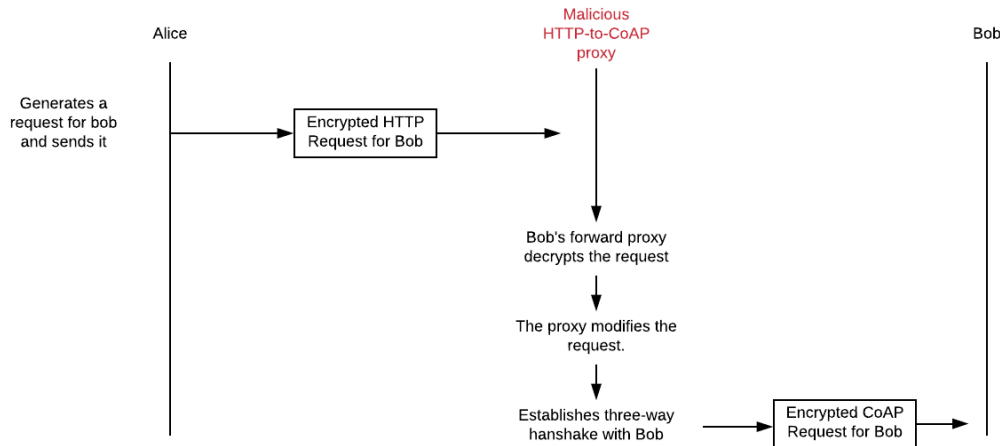 Alice
Malicious
HTTP-to-CoAP
proxy
Bob
Generates a
request for bob
and sends it
Encrypted HTTP
Request for Bob
Bob's forward proxy
decrypts the request
The proxy modifies the
request.
Establishes three-way
hanshake with Bob
Encrypted CoAP
Request for Bob